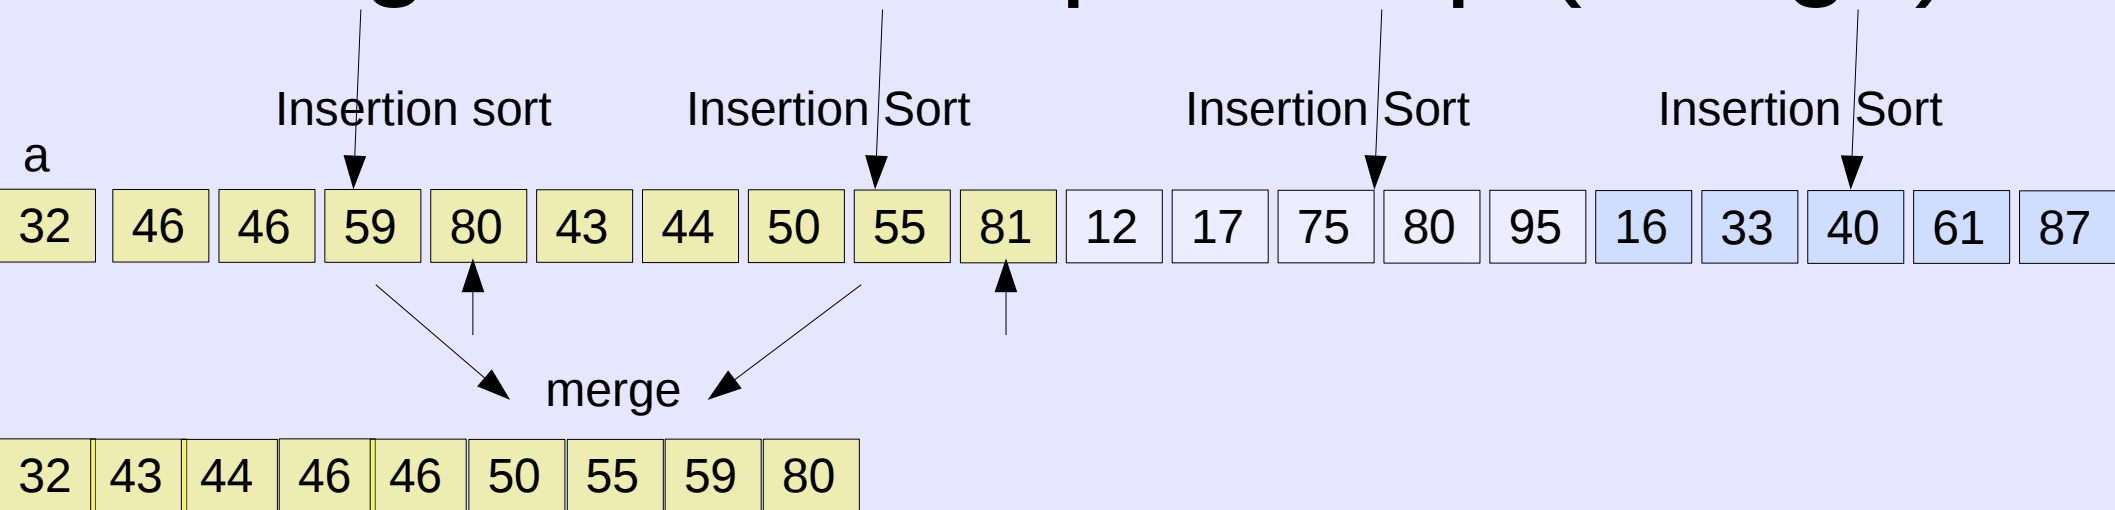 Insertion sort Insertion Sort Insertion Sort Insertion Sort
a
32 46 46 59 80 43 44 50 55 81 12 17 75 80 95 16 33 40 61 87
merge
32 43 44 46 46 50 55 59 80